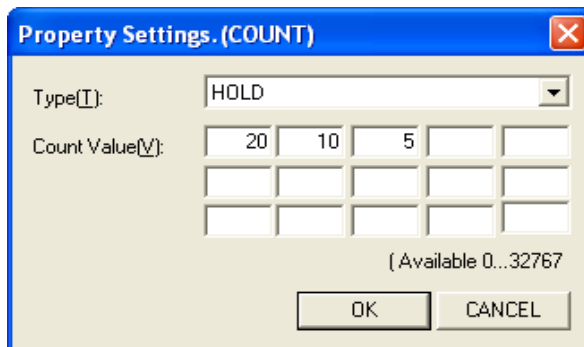 Property Settings.(COUNT)
Type(T): HOLD
Count Value(V): 20 10 5
( Available 0...32767
OK CANCEL